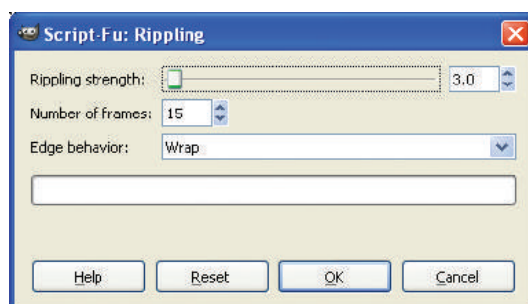 Script-Fu: Rippling
Rippling strength: 3.0
Number of frames: 15
Edge behavior: Wrap
Help Reset OK Cancel